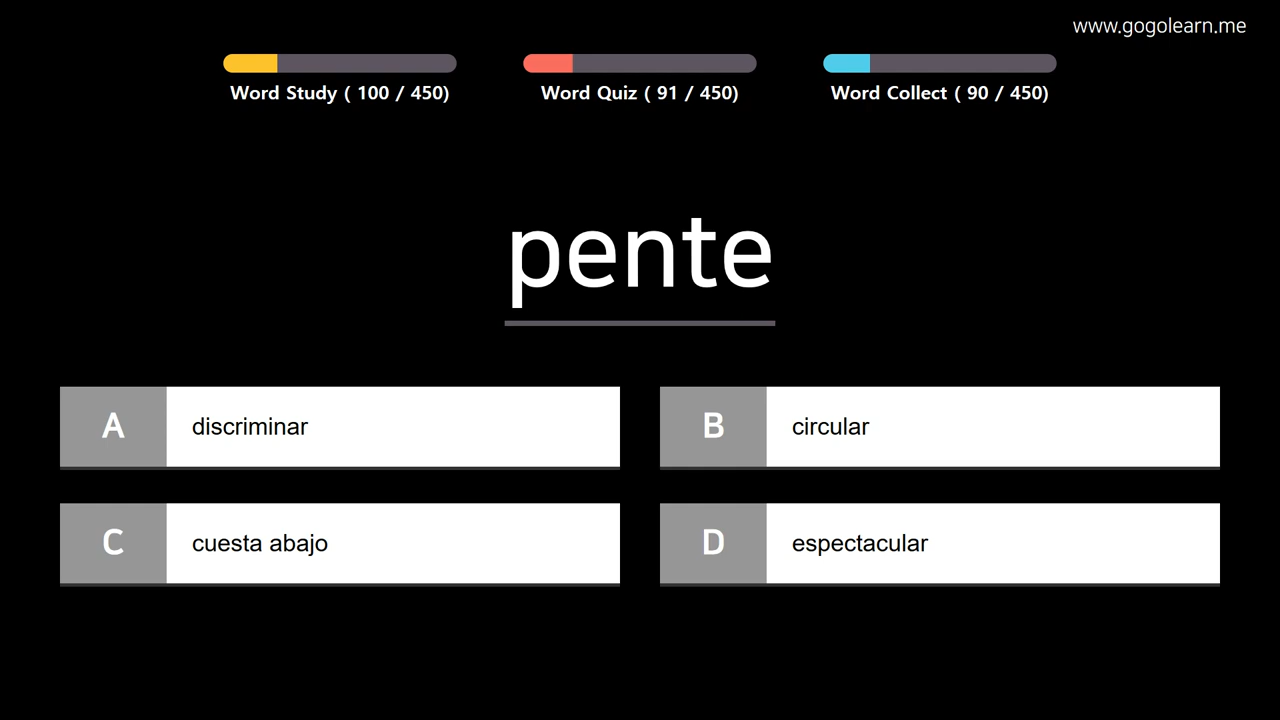 www.gogolearn.me
Word Study ( 100 / 450)
Word Quiz ( 91 / 450)
Word Collect ( 90 / 450)
pente
A discriminar
B circular
C cuesta abajo
D espectacular